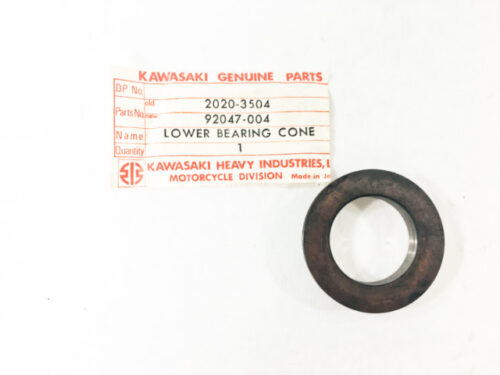 KAWASAKI GENUINE PARTS
D.P No.
old 2020-3504
Parts No.
92047-004
Name LOWER BEARING CONE
Quantity 1
KAWASAKI HEAVY INDUSTRIES, L
MOTORCYCLE DIVISION Made in Ja